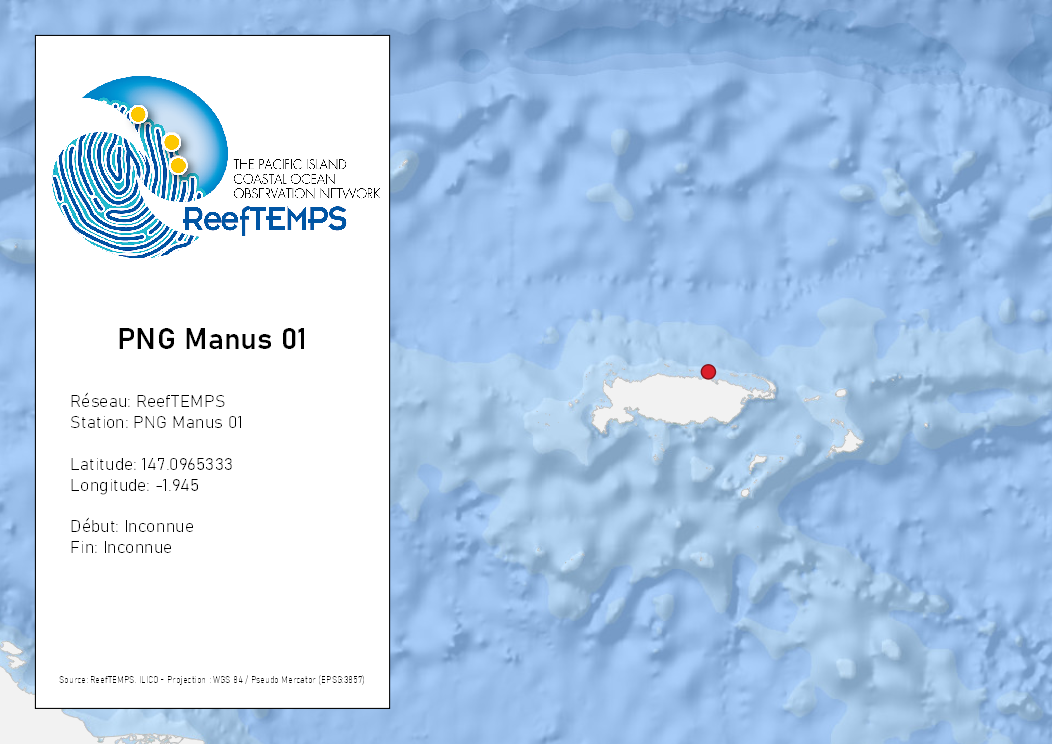 THE PACIFIC ISLAND
COASTAL OCEAN
OBSERVATION NETWORK
ReefTEMPS
PNG Manus 01
Réseau: ReefTEMPS
Station: PNG Manus 01
Latitude: 147.0965333
Longitude: -1.945
Début: Inconnue
Fin: Inconnue
Source: ReefTEMPS, ILICO - Projection : WGS 84 / Pseudo Mercator (EPSG:3857)